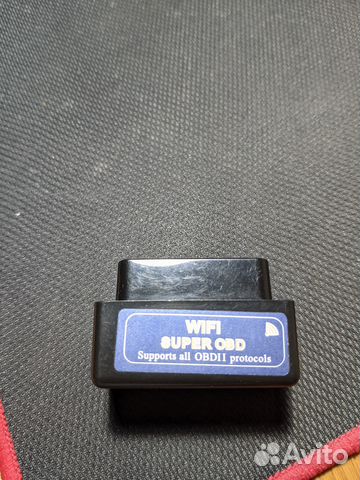 WIFI
SUPER OBD
Supports all OBDII protocols
Avito